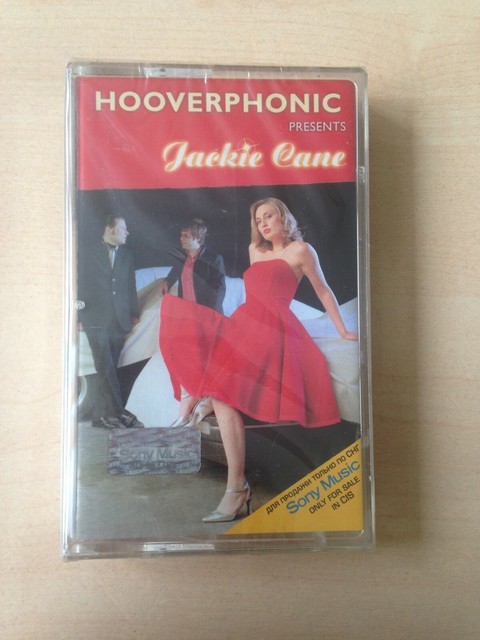 HOOVERPHONIC
PRESENTS
Jackie Cane
Sony Music
ДЛЯ ПРОДАЖИ ТОЛЬКО ПО СНГ
Sony Music
ONLY FOR SALE
IN CIS